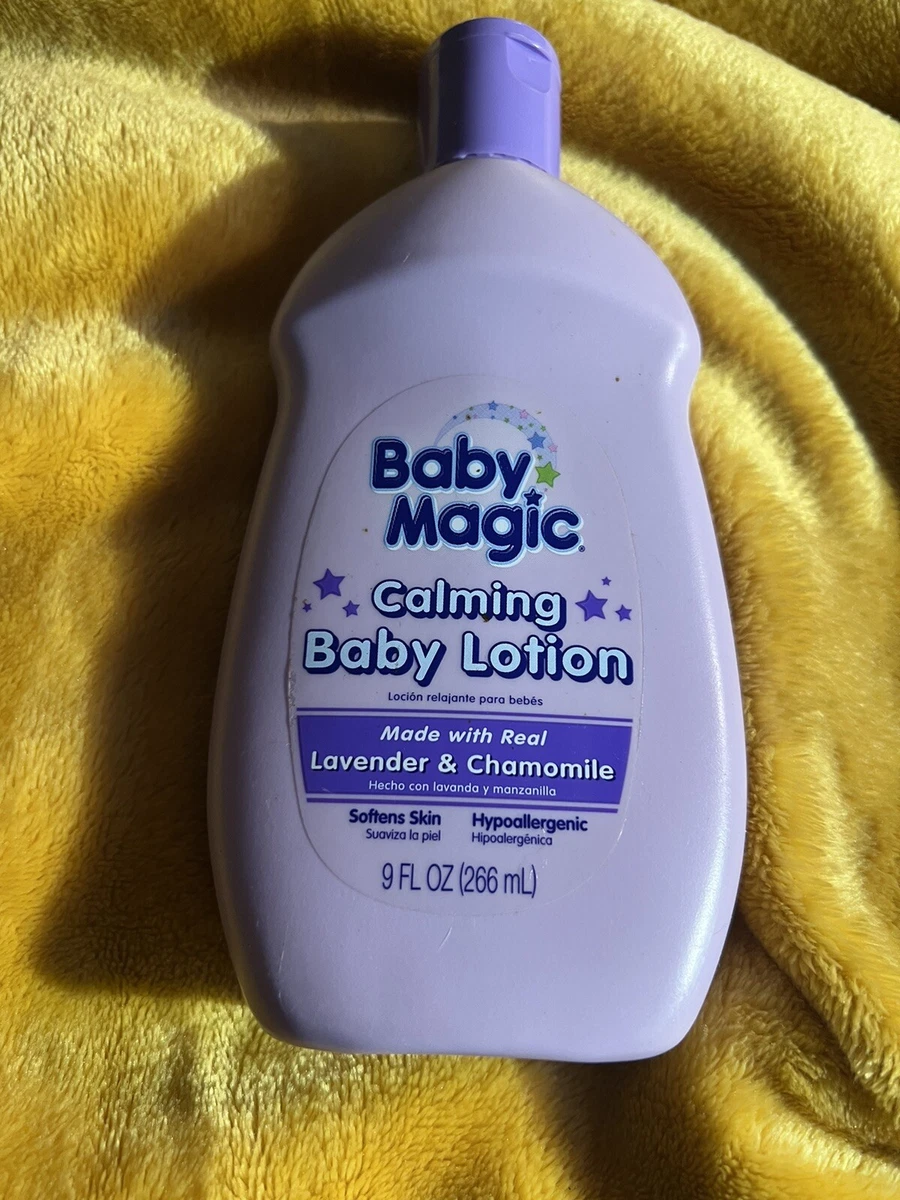 Baby
Magic®
Calming
Baby Lotion
Loción relajante para bebés
Made with Real
Lavender & Chamomile
Hecho con lavanda y manzanilla
Softens Skin Hypoallergenic
Suaviza la piel Hipoalergénica
9 FL OZ (266 mL)